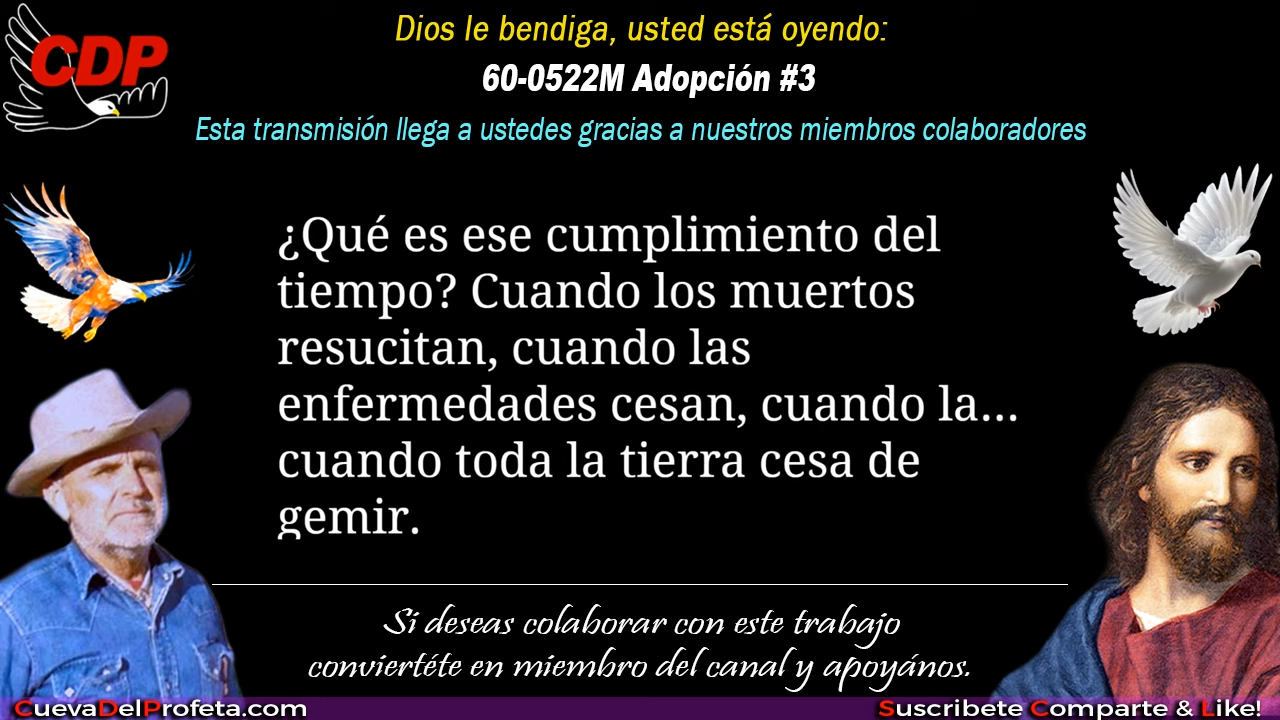 CDP
Dios le bendiga, usted está oyendo:
60-0522M Adopción #3
Esta transmisión llega a ustedes gracias a nuestros miembros colaboradores
¿Qué es ese cumplimiento del
tiempo? Cuando los muertos
resucitan, cuando las
enfermedades cesan, cuando la...
cuando toda la tierra cesa de
gemir.
Si deseas colaborar con este trabajo
conviertéte en miembro del canal y apoyános.
CuevaDelProfeta.com
Suscribete Comparte & Like!